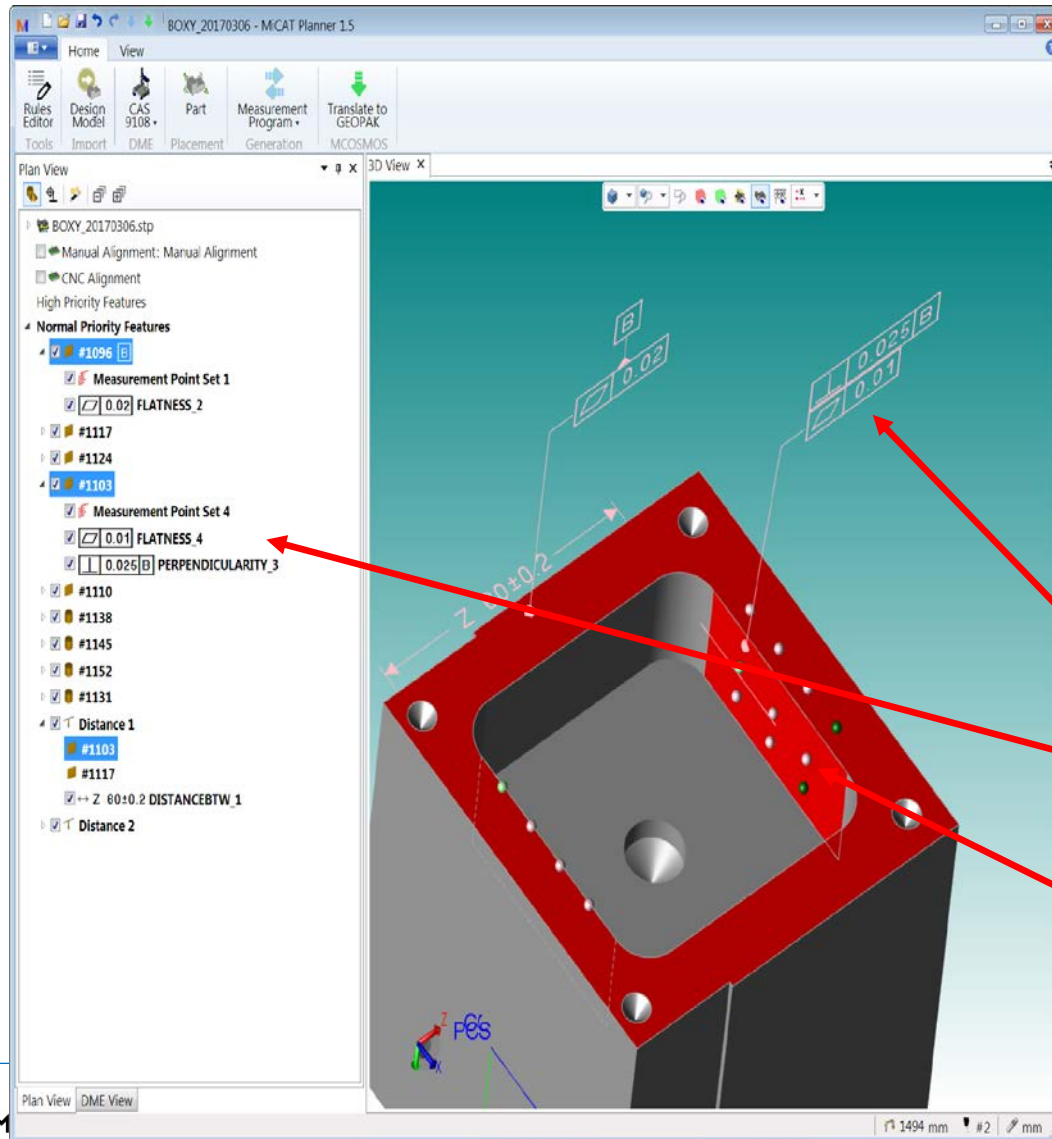 BOXY_20170306 - MiCAT Planner 1.5
Home View
Rules Editor
Design Model
CAS 9108
Part
Measurement Program
Translate to GEOPAK
Tools Import DME Placement Generation MCOSMOS
Plan View
3D View X
BOXY_20170306.stp
Manual Alignment: Manual Alignment
CNC Alignment
High Priority Features
Normal Priority Features
#1096 B
Measurement Point Set 1
0.02 FLATNESS_2
#1117
#1124
#1103
Measurement Point Set 4
0.01 FLATNESS_4
0.025 B PERPENDICULARITY_3
#1110
#1138
#1145
#1152
#1131
Distance 1
#1103
#1117
Z 60±0.2 DISTANCEBTW_1
Distance 2
B
0.02
0.025 B
0.01
Z 60±0.2
Z
X
Plan View DME View
1494 mm #2 mm
M